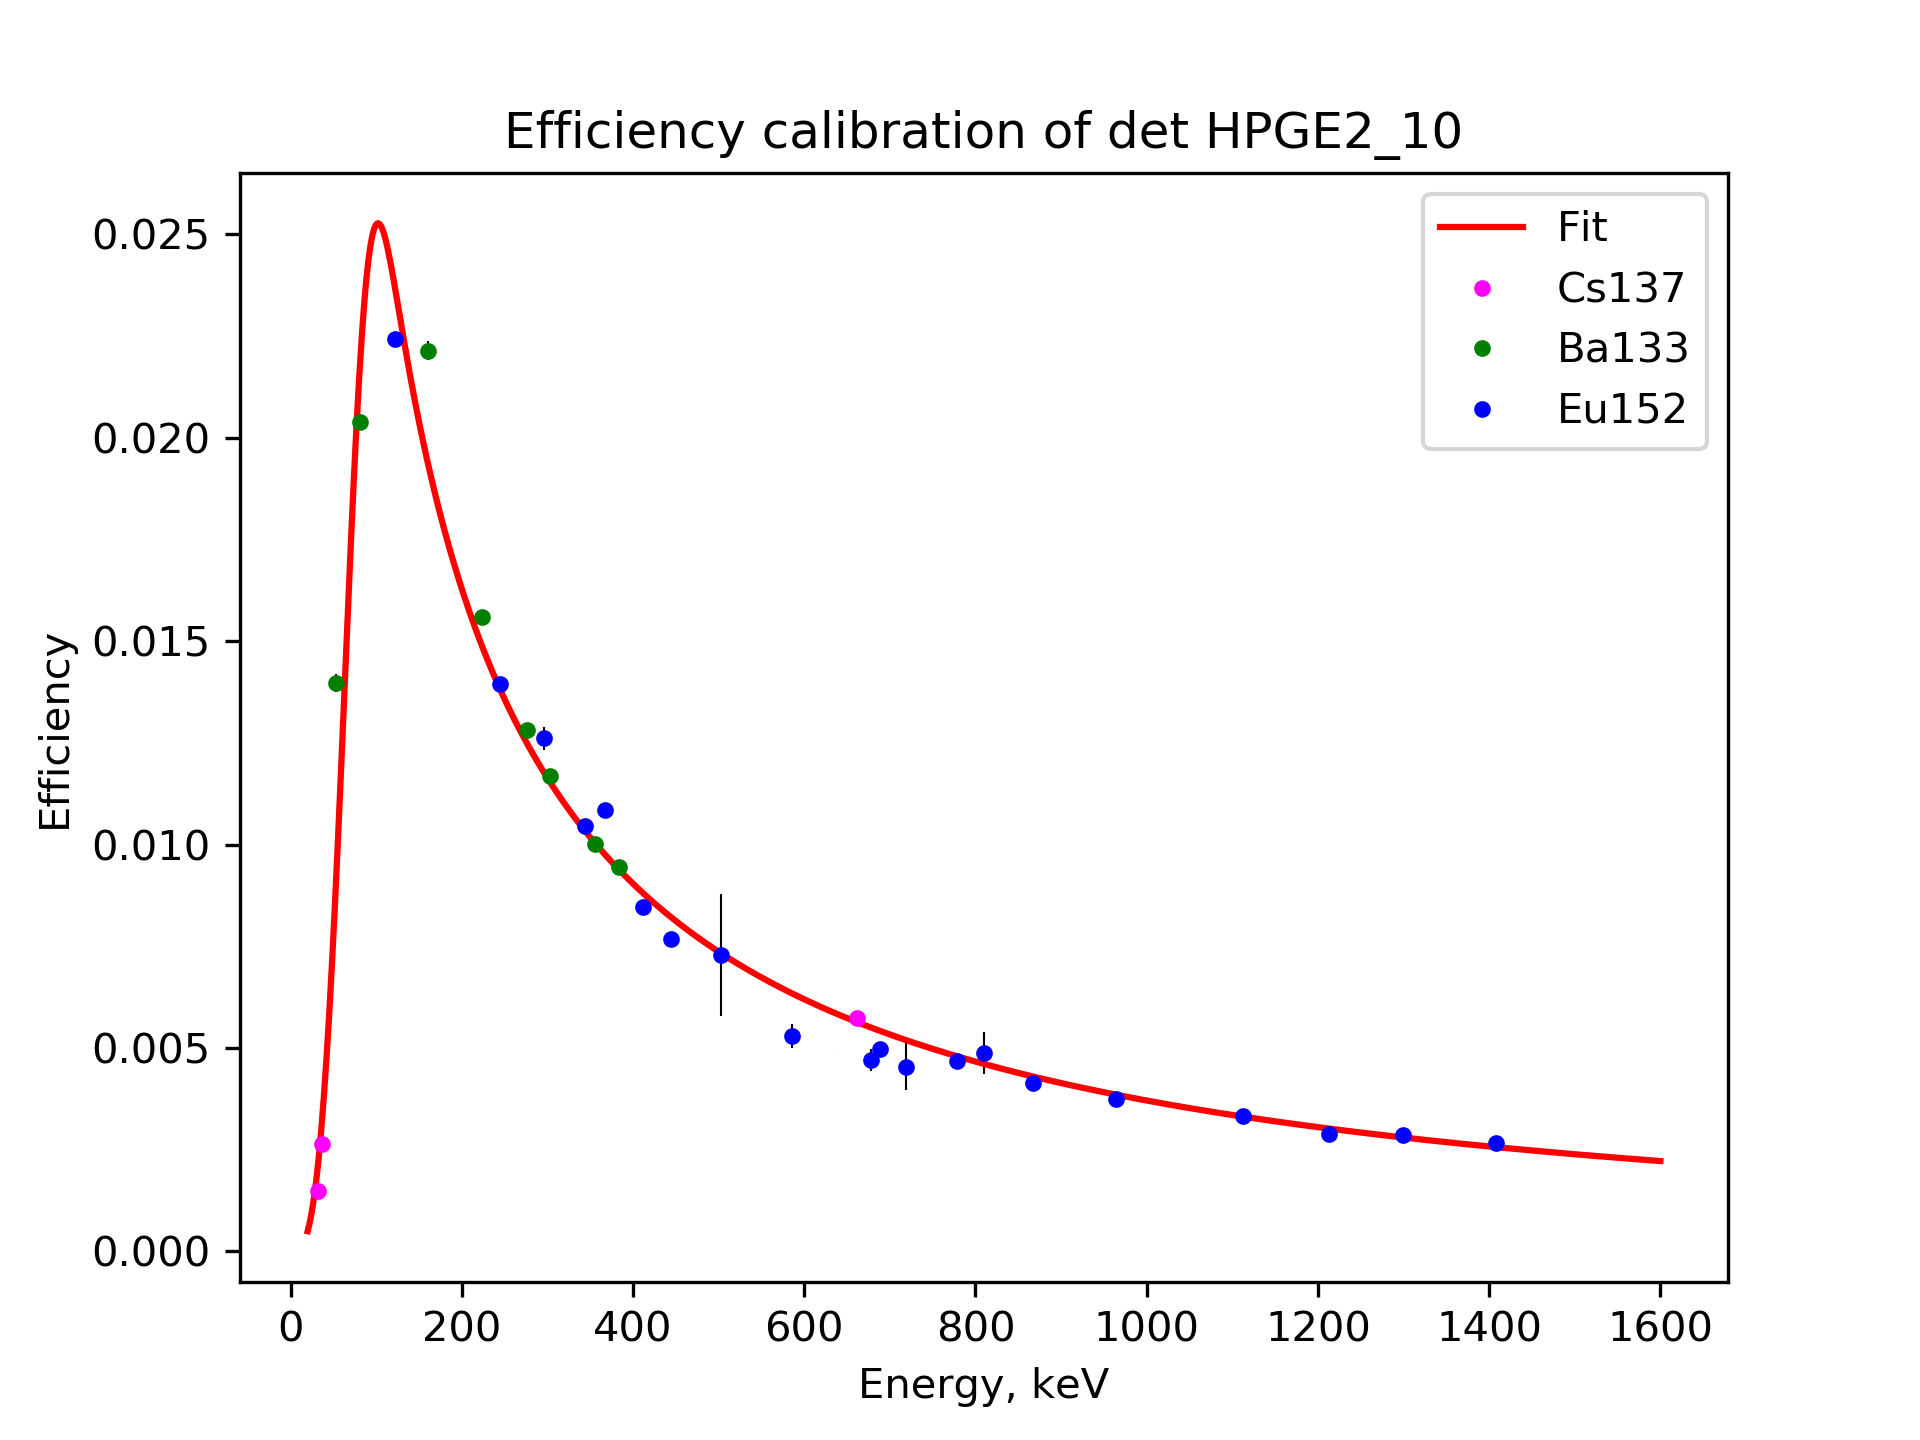 Efficiency calibration of det HPGE2_10
Fit
Cs137
Ba133
Eu152
0.025
0.020
0.015
0.010
0.005
0.000
Efficiency
0 200 400 600 800 1000 1200 1400 1600
Energy, keV